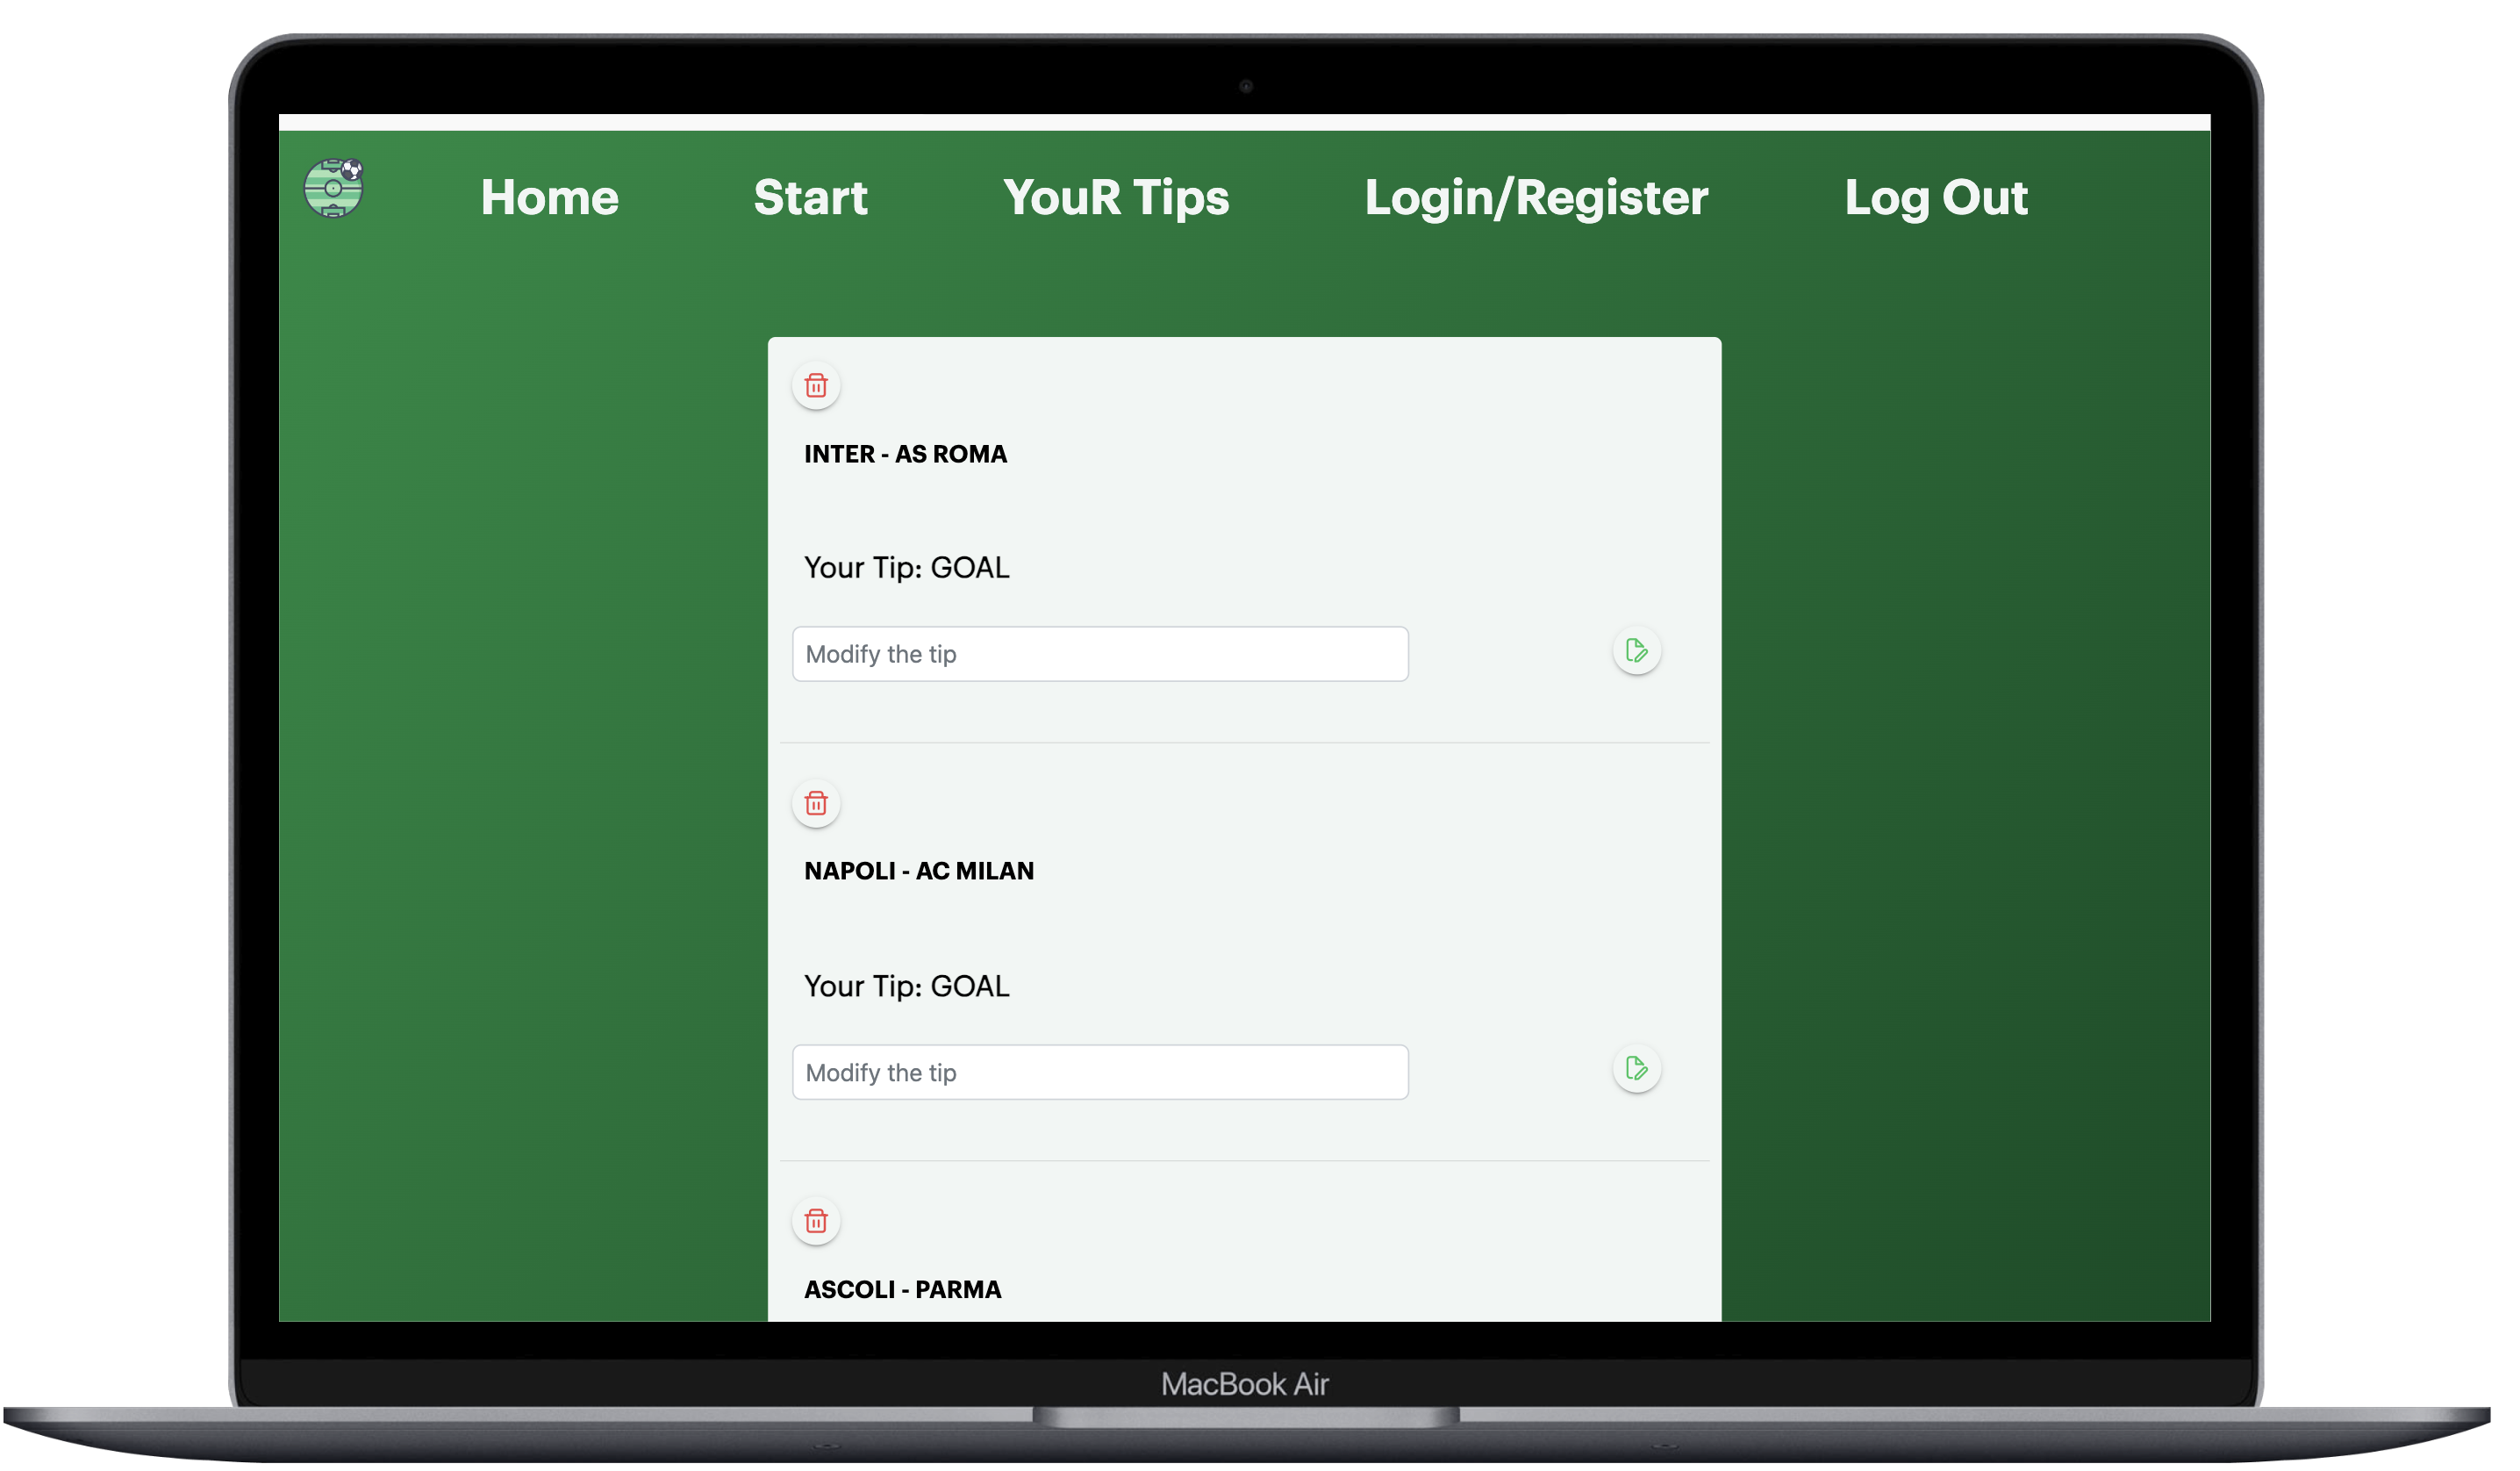 Home Start YouR Tips Login/Register Log Out
INTER - AS ROMA
Your Tip: GOAL
Modify the tip
NAPOLI - AC MILAN
Your Tip: GOAL
Modify the tip
ASCOLI - PARMA
MacBook Air